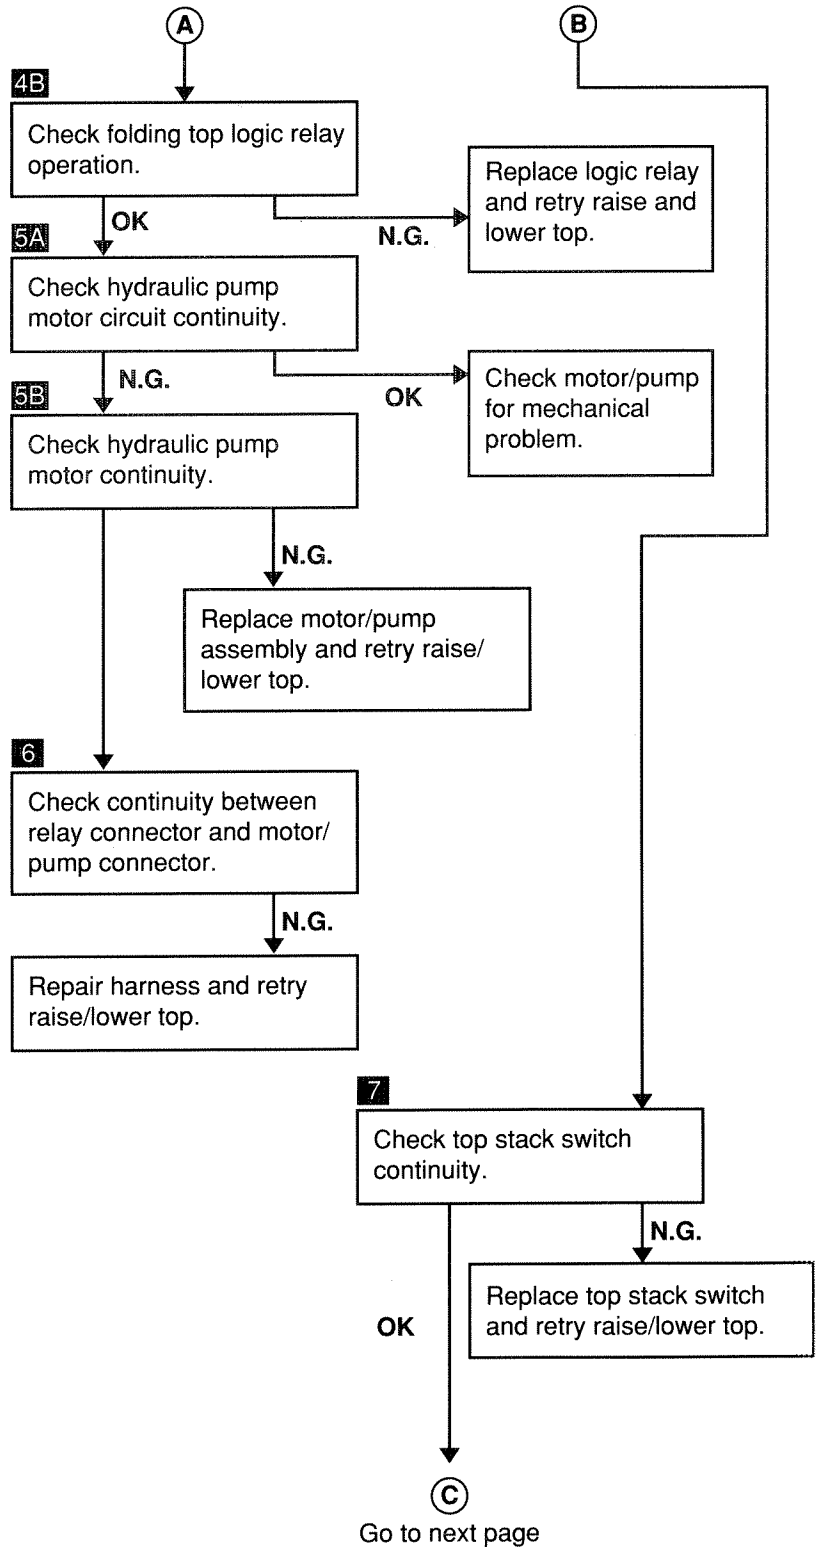 A
B
4B
Check folding top logic relay
operation.
Replace logic relay
and retry raise and
lower top.
OK
N.G.
5A
Check hydraulic pump
motor circuit continuity.
N.G.
OK
Check motor/pump
for mechanical
problem.
5B
Check hydraulic pump
motor continuity.
N.G.
Replace motor/pump
assembly and retry raise/
lower top.
6
Check continuity between
relay connector and motor/
pump connector.
N.G.
Repair harness and retry
raise/lower top.
7
Check top stack switch
continuity.
N.G.
Replace top stack switch
and retry raise/lower top.
OK
C
Go to next page